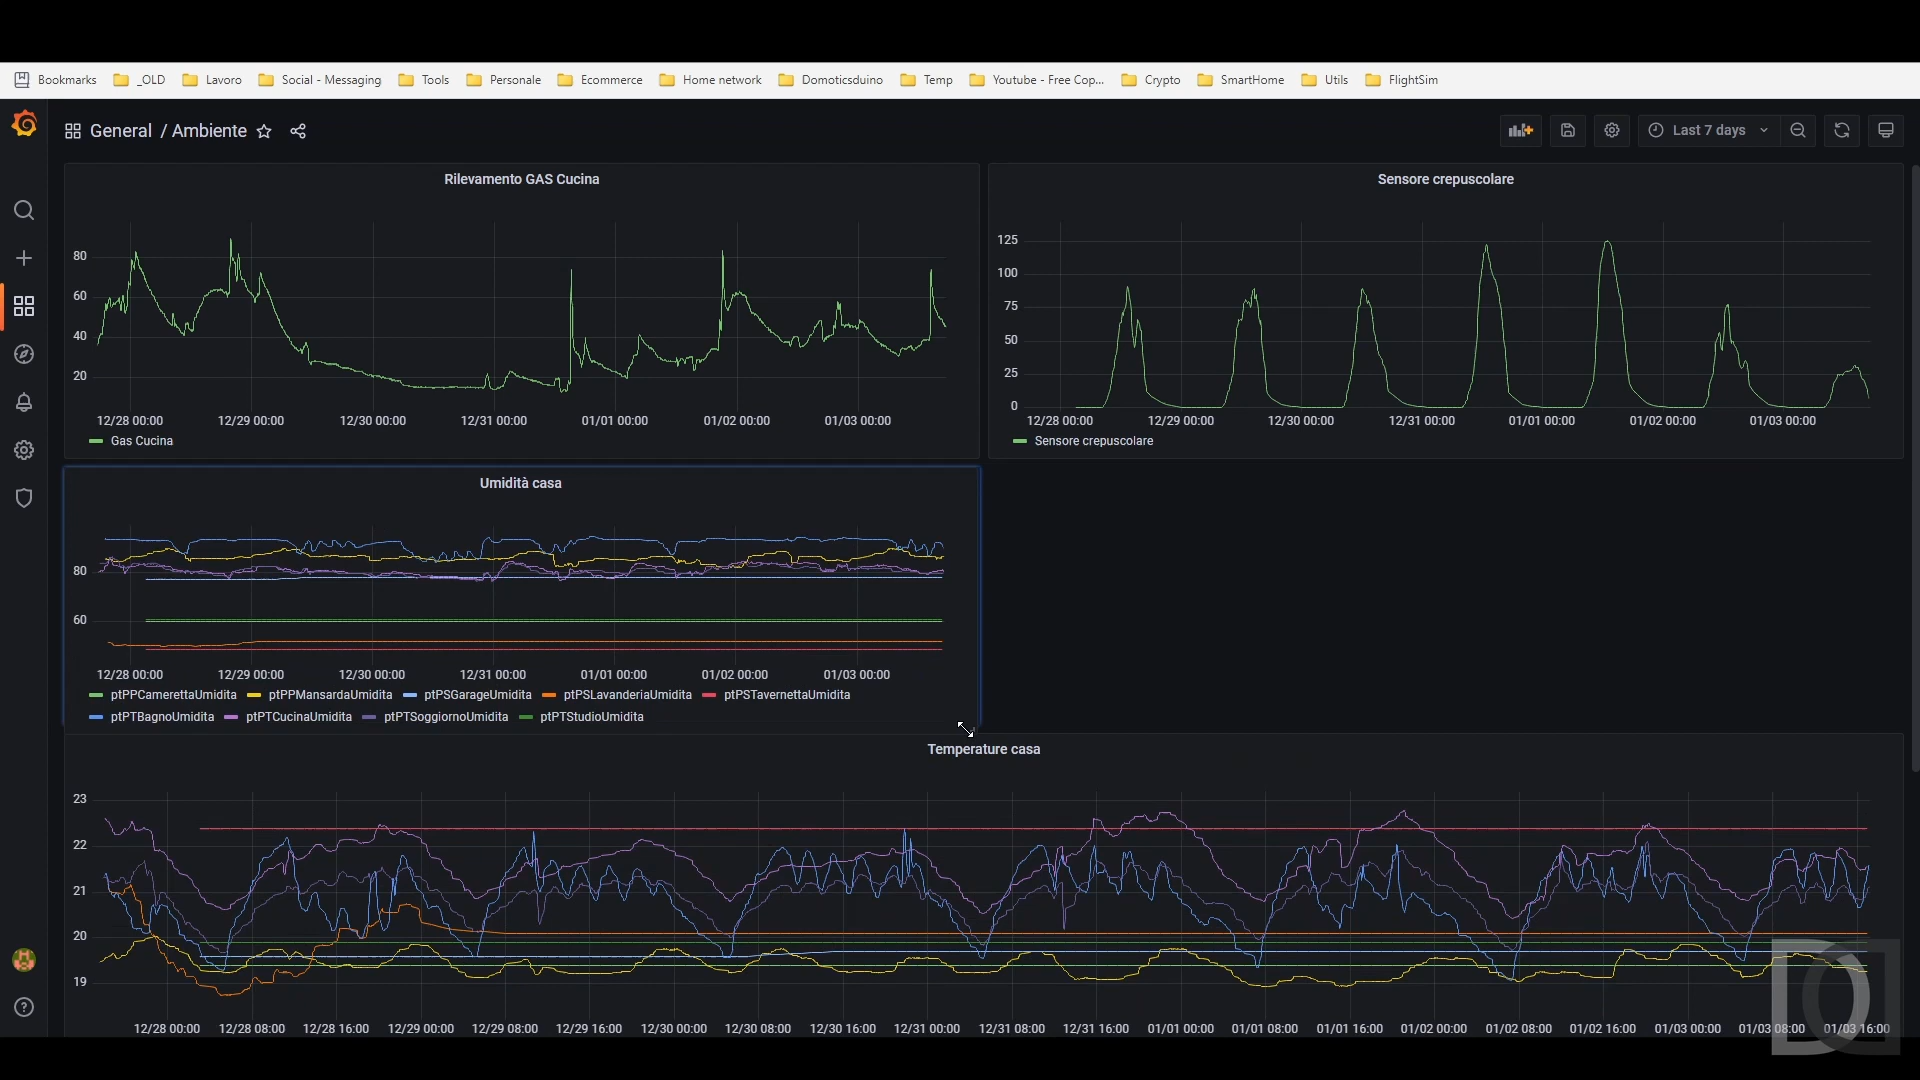 Bookmarks _OLD Lavoro Social - Messaging Tools Personale Ecommerce Home network Domoticsduino Temp Youtube - Free Cop... Crypto SmartHome Utils FlightSim
General / Ambiente
Last 7 days
Rilevamento GAS Cucina
80
60
40
20
12/28 00:00 12/29 00:00 12/30 00:00 12/31 00:00 01/01 00:00 01/02 00:00 01/03 00:00
Gas Cucina
Sensore crepuscolare
125
100
75
50
25
0
12/28 00:00 12/29 00:00 12/30 00:00 12/31 00:00 01/01 00:00 01/02 00:00 01/03 00:00
Sensore crepuscolare
Umidità casa
80
60
12/28 00:00 12/29 00:00 12/30 00:00 12/31 00:00 01/01 00:00 01/02 00:00 01/03 00:00
ptPPCamerettaUmidita ptPPMansardaUmidita ptPSGarageUmidita ptPSLavanderiaUmidita ptPSTavernettaUmidita
ptPTBagnoUmidita ptPTCucinaUmidita ptPTSoggiornoUmidita ptPTStudioUmidita
Temperature casa
23
22
21
20
19
12/28 00:00 12/28 08:00 12/28 16:00 12/29 00:00 12/29 08:00 12/29 16:00 12/30 00:00 12/30 08:00 12/30 16:00 12/31 00:00 12/31 08:00 12/31 16:00 01/01 00:00 01/01 08:00 01/01 16:00 01/02 00:00 01/02 08:00 01/02 16:00 01/03 00:00 01/03 08:00 01/03 16:00